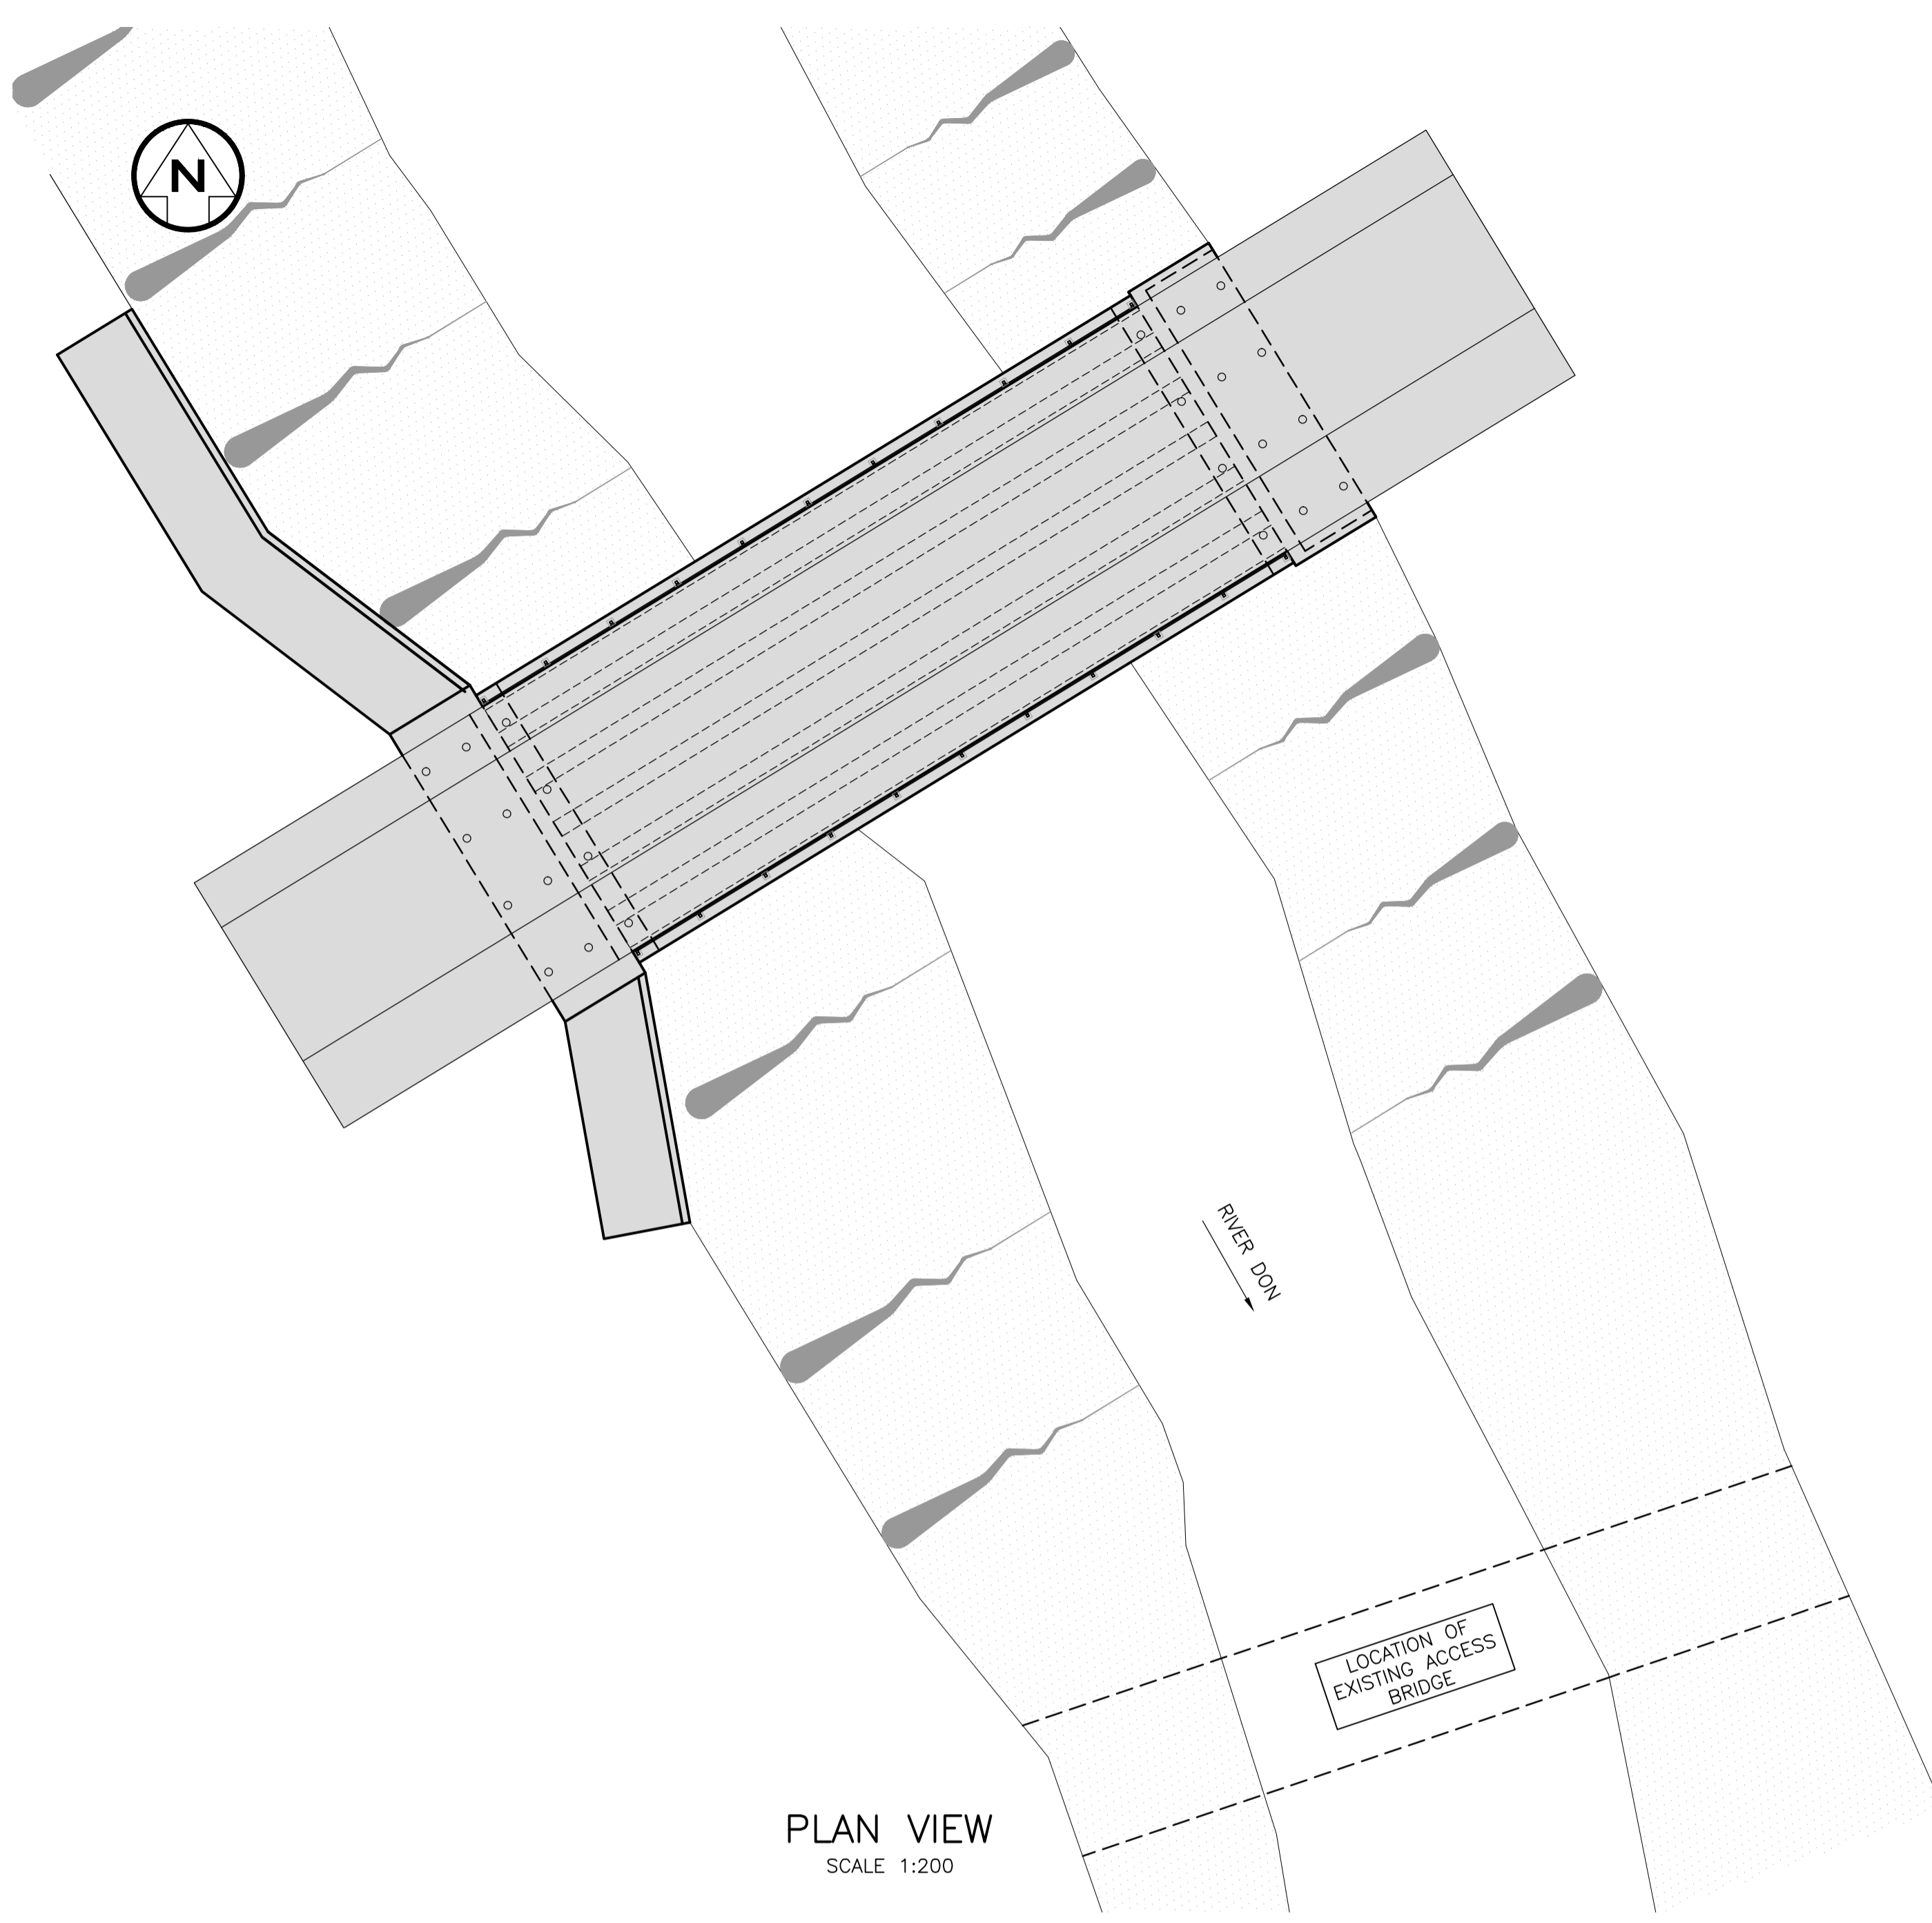 N
RIVER DON
LOCATION OF
EXISTING ACCESS
BRIDGE
PLAN VIEW
SCALE 1:200